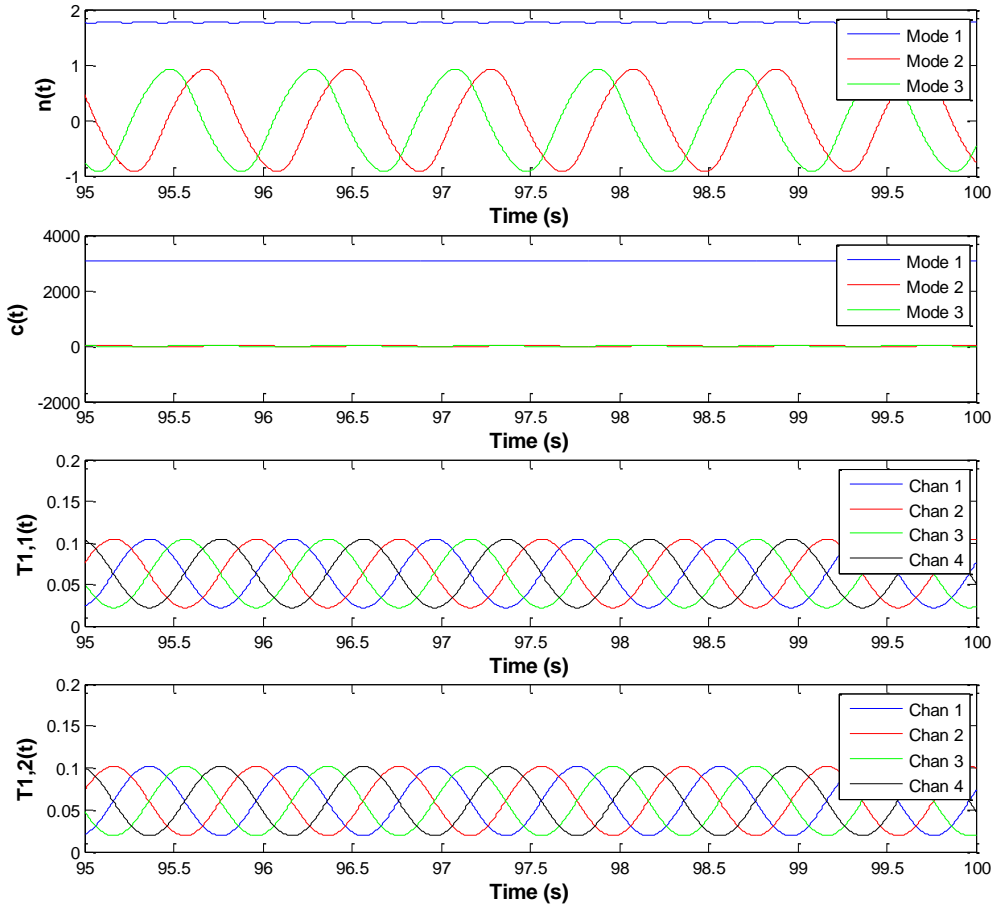 2
1
0
-1
n(t)
Mode 1
Mode 2
Mode 3
95 95.5 96 96.5 97 97.5 98 98.5 99 99.5 100
Time (s)
4000
2000
0
-2000
c(t)
Mode 1
Mode 2
Mode 3
95 95.5 96 96.5 97 97.5 98 98.5 99 99.5 100
Time (s)
0.2
0.15
0.1
0.05
0
T1,1(t)
Chan 1
Chan 2
Chan 3
Chan 4
95 95.5 96 96.5 97 97.5 98 98.5 99 99.5 100
Time (s)
0.2
0.15
0.1
0.05
0
T1,2(t)
Chan 1
Chan 2
Chan 3
Chan 4
95 95.5 96 96.5 97 97.5 98 98.5 99 99.5 100
Time (s)